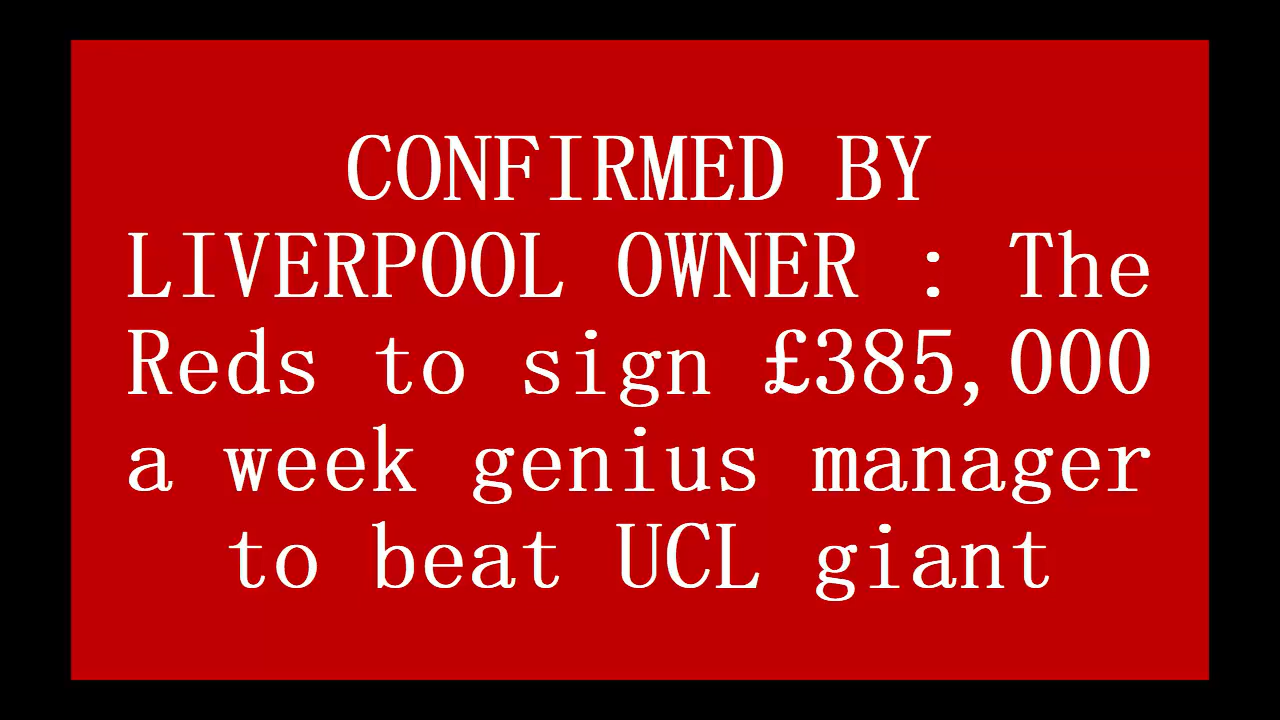 CONFIRMED BY
LIVERPOOL OWNER : The
Reds to sign £385,000
a week genius manager
to beat UCL giant